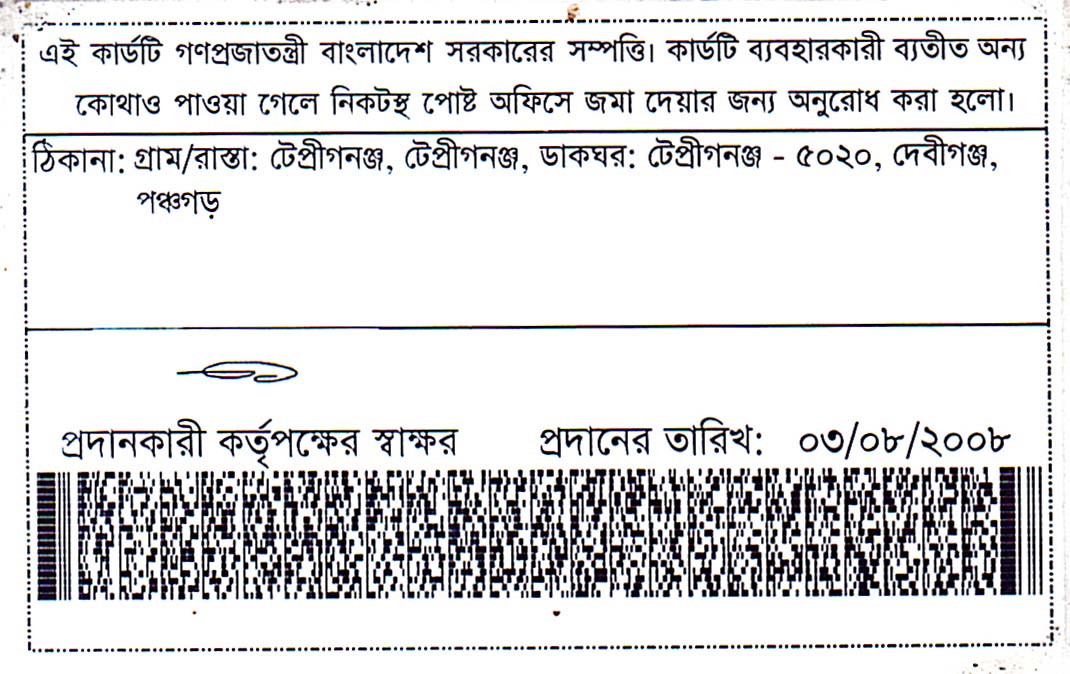 এই কার্ডটি গণপ্রজাতন্ত্রী বাংলাদেশ সরকারের সম্পত্তি। কার্ডটি ব্যবহারকারী ব্যতীত অন্য
কোথাও পাওয়া গেলে নিকটস্থ পোষ্ট অফিসে জমা দেয়ার জন্য অনুরোধ করা হলো।
ঠিকানা: গ্রাম/রাস্তা: টেপ্রীগনঞ্জ, টেপ্রীগনঞ্জ, ডাকঘর: টেপ্রীগনঞ্জ - ৫০২০, দেবীগঞ্জ,
পঞ্চগড়
প্রদানকারী কর্তৃপক্ষের স্বাক্ষর প্রদানের তারিখ: ০৩/০৮/২০০৮